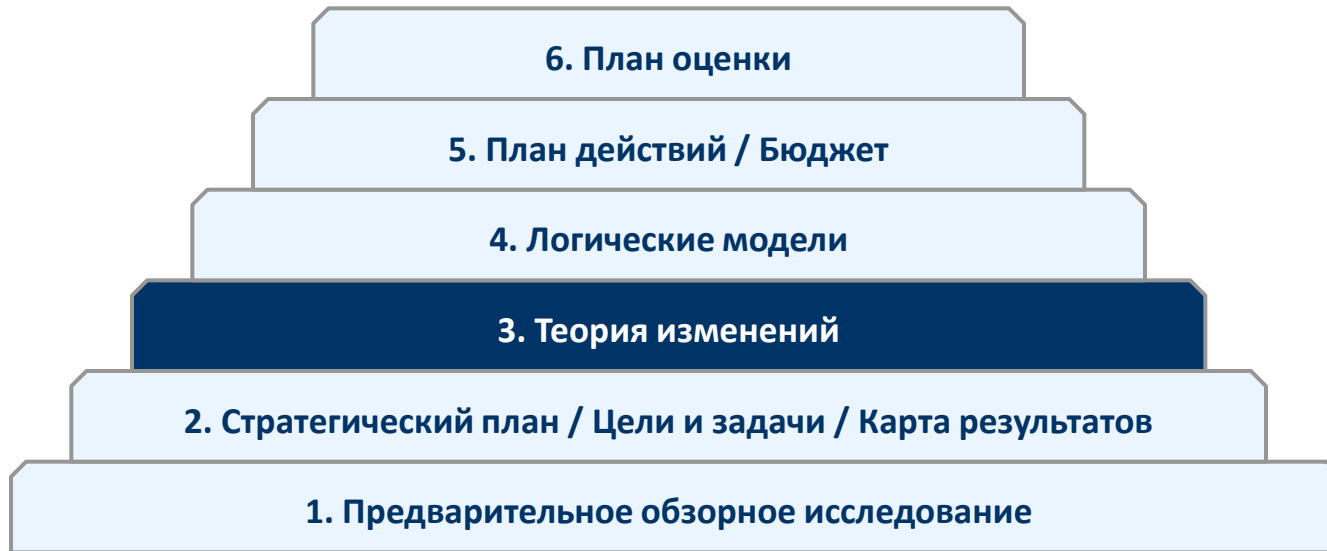 6. План оценки
5. План действий / Бюджет
4. Логические модели
3. Теория изменений
2. Стратегический план / Цели и задачи / Карта результатов
1. Предварительное обзорное исследование